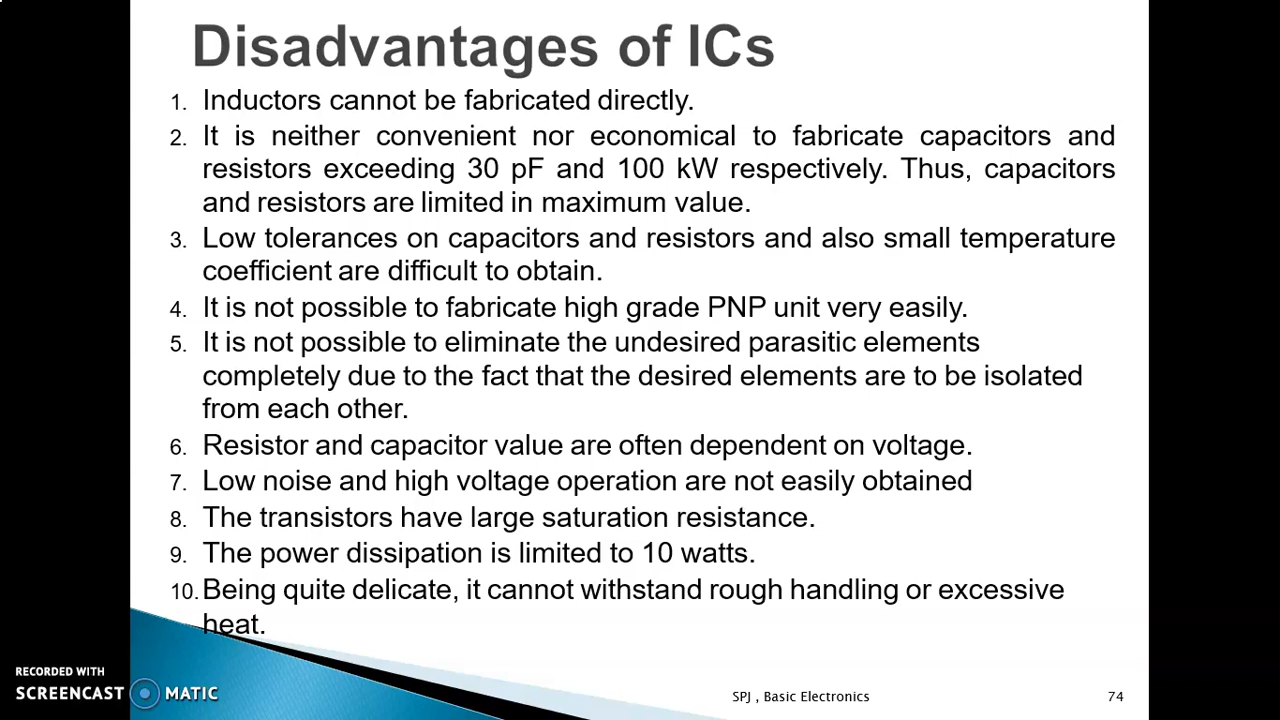 Disadvantages of ICs
1. Inductors cannot be fabricated directly.
2. It is neither convenient nor economical to fabricate capacitors and
resistors exceeding 30 pF and 100 kW respectively. Thus, capacitors
and resistors are limited in maximum value.
3. Low tolerances on capacitors and resistors and also small temperature
coefficient are difficult to obtain.
4. It is not possible to fabricate high grade PNP unit very easily.
5. It is not possible to eliminate the undesired parasitic elements
completely due to the fact that the desired elements are to be isolated
from each other.
6. Resistor and capacitor value are often dependent on voltage.
7. Low noise and high voltage operation are not easily obtained
8. The transistors have large saturation resistance.
9. The power dissipation is limited to 10 watts.
10. Being quite delicate, it cannot withstand rough handling or excessive
heat.
RECORDED WITH
SCREENCAST MATIC
SPJ , Basic Electronics
74